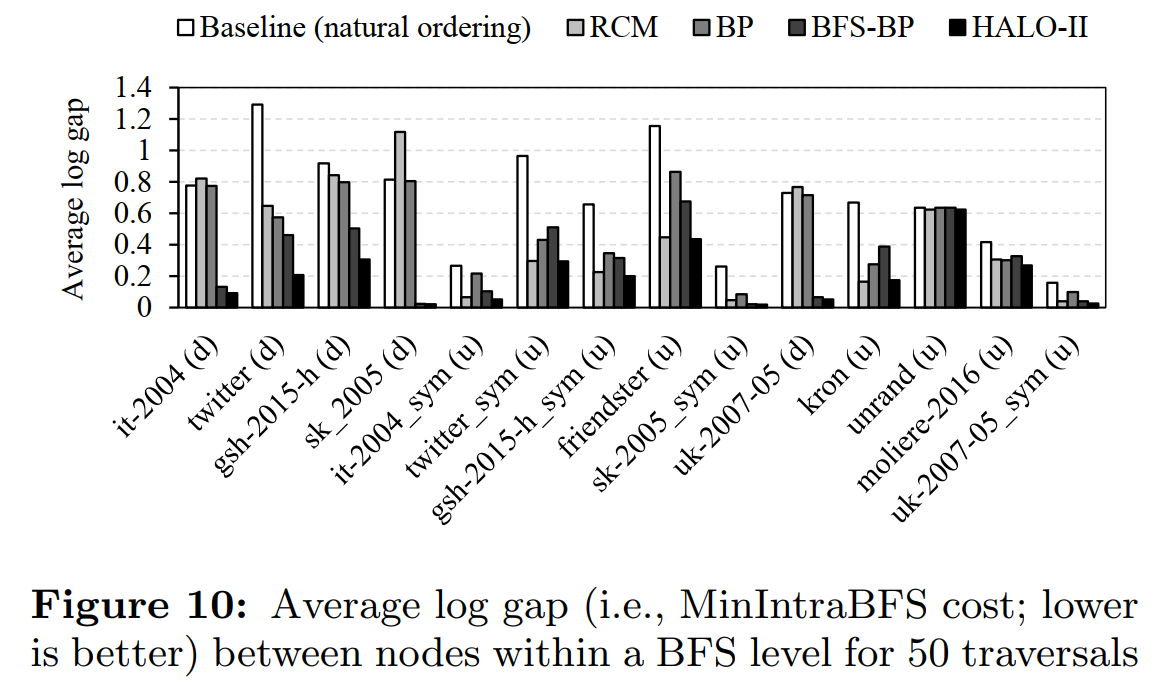 Baseline (natural ordering) RCM BP BFS-BP HALO-II
Average log gap
1.4
1.2
1
0.8
0.6
0.4
0.2
0
it-2004 (d)
twitter (d)
gsh-2015-h (d)
sk_2005 (d)
it-2004_sym (u)
twitter_sym (u)
gsh-2015-h_sym (u)
friendster (u)
sk-2005_sym (u)
uk-2007-05 (d)
kron (u)
unrand (u)
moliere-2016 (u)
uk-2007-05_sym (u)
Figure 10: Average log gap (i.e., MinIntraBFS cost; lower
is better) between nodes within a BFS level for 50 traversals